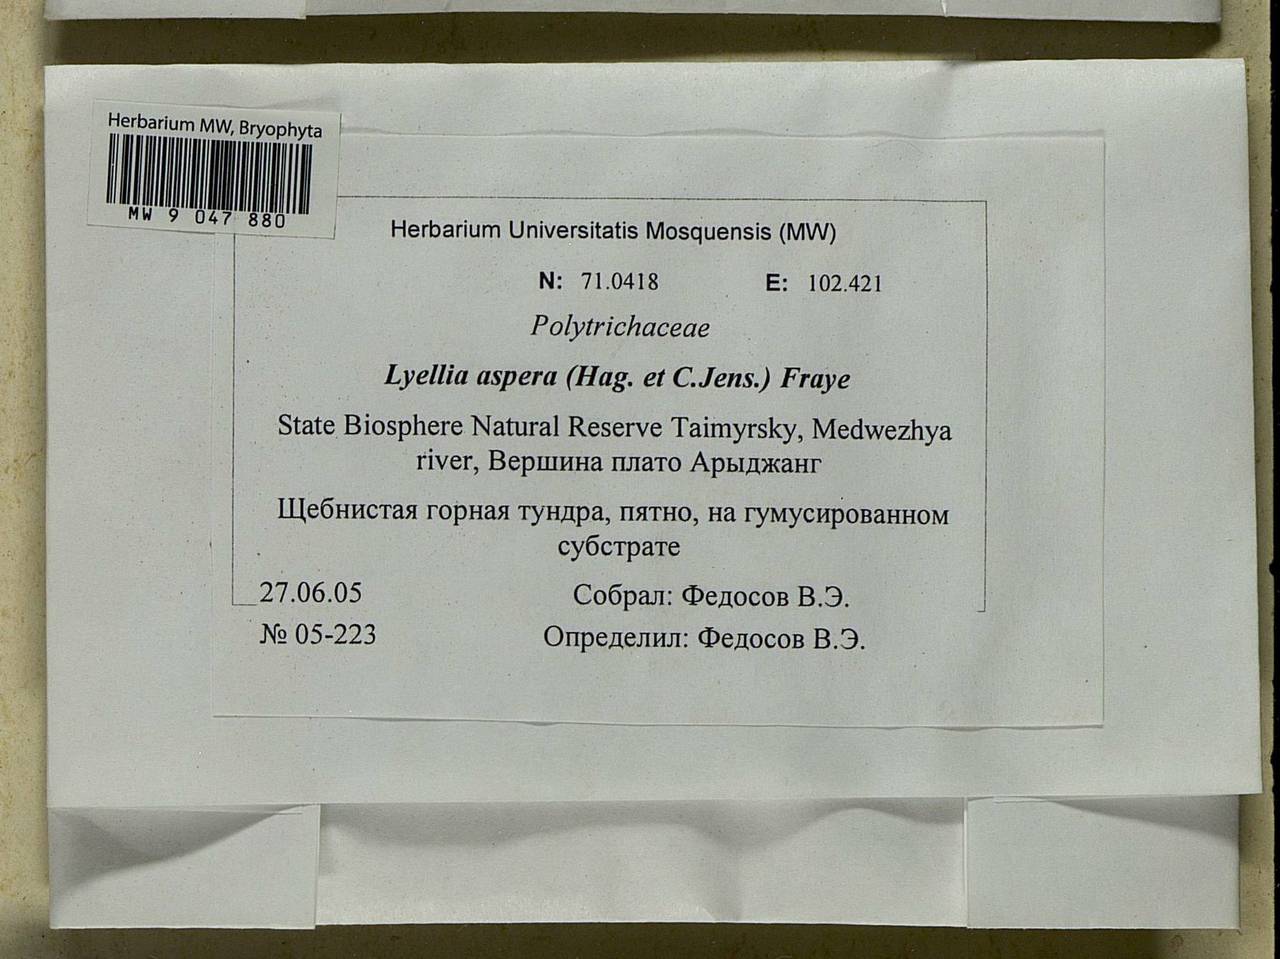 Herbarium MW, Bryophyta
MW 9 047 880
Herbarium Universitatis Mosquensis (MW)
N: 71.0418 E: 102.421
Polytrichaceae
Lyellia aspera (Hag. et C.Jens.) Fraye
State Biosphere Natural Reserve Taimyrsky, Medwezhya
river, Вершина плато Арыджанг
Щебнистая горная тундра, пятно, на гумусированном
субстрате
27.06.05 Собрал: Федосов В.Э.
№ 05-223 Определил: Федосов В.Э.